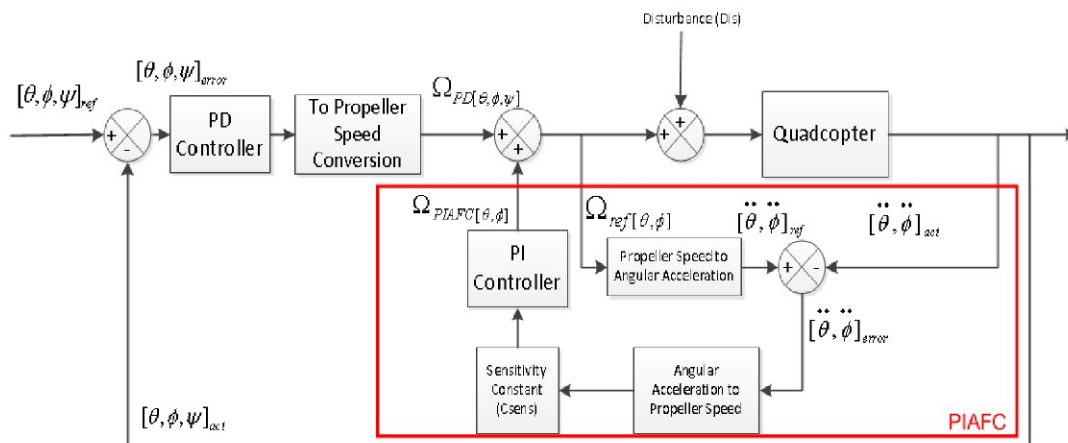 Disturbance (Dis)
[θ,ϕ,ψ]error
[θ,ϕ,ψ]ref
ΩPD[θ,ϕ,ψ]
+
-
PD
Controller
To Propeller
Speed
Conversion
+
+
+
+
Quadcopter
ΩPIAFC[θ,ϕ]
Ωref[θ,ϕ]
[θ̈,ϕ̈]ref
[θ̈,ϕ̈]act
PI
Controller
Propeller Speed to
Angular Acceleration
+
-
[θ̈,ϕ̈]error
Sensitivity
Constant
(Csens)
Angular
Acceleration to
Propeller Speed
[θ,ϕ,ψ]act
PIAFC